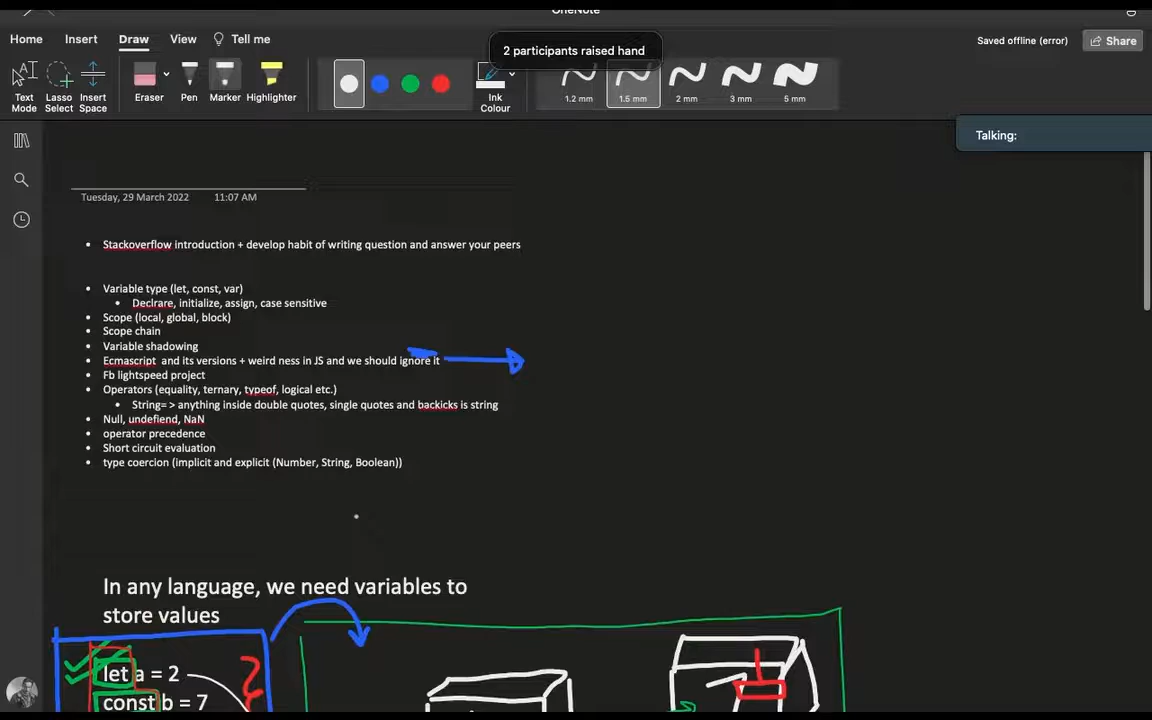 OneNote
Home Insert Draw View Tell me
2 participants raised hand
Saved offline (error)
Share
Text Mode
Lasso Select
Insert Space
Eraser
Pen
Marker
Highlighter
Ink Colour
1.2 mm
1.5 mm
2 mm
3 mm
5 mm
Talking:
Tuesday, 29 March 2022 11:07 AM
• Stackoverflow introduction + develop habit of writing question and answer your peers
• Variable type (let, const, var)
• Declrare, initialize, assign, case sensitive
• Scope (local, global, block)
• Scope chain
• Variable shadowing
• Ecmascript and its versions + weird ness in JS and we should ignore it
• Fb lightspeed project
• Operators (equality, ternary, typeof, logical etc.)
• String= > anything inside double quotes, single quotes and backicks is string
• Null, undefiend, NaN
• operator precedence
• Short circuit evaluation
• type coercion (implicit and explicit (Number, String, Boolean))
In any language, we need variables to
store values
let a = 2
const b = 7